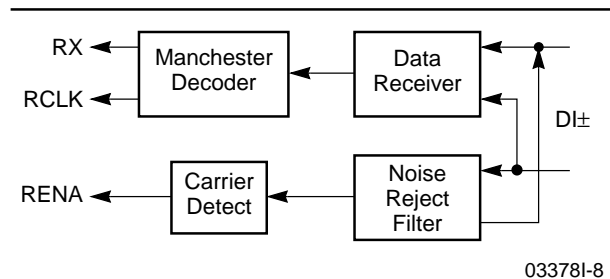 RX
RCLK
Manchester
Decoder
Data
Receiver
DI±
RENA
Carrier
Detect
Noise
Reject
Filter
03378I-8